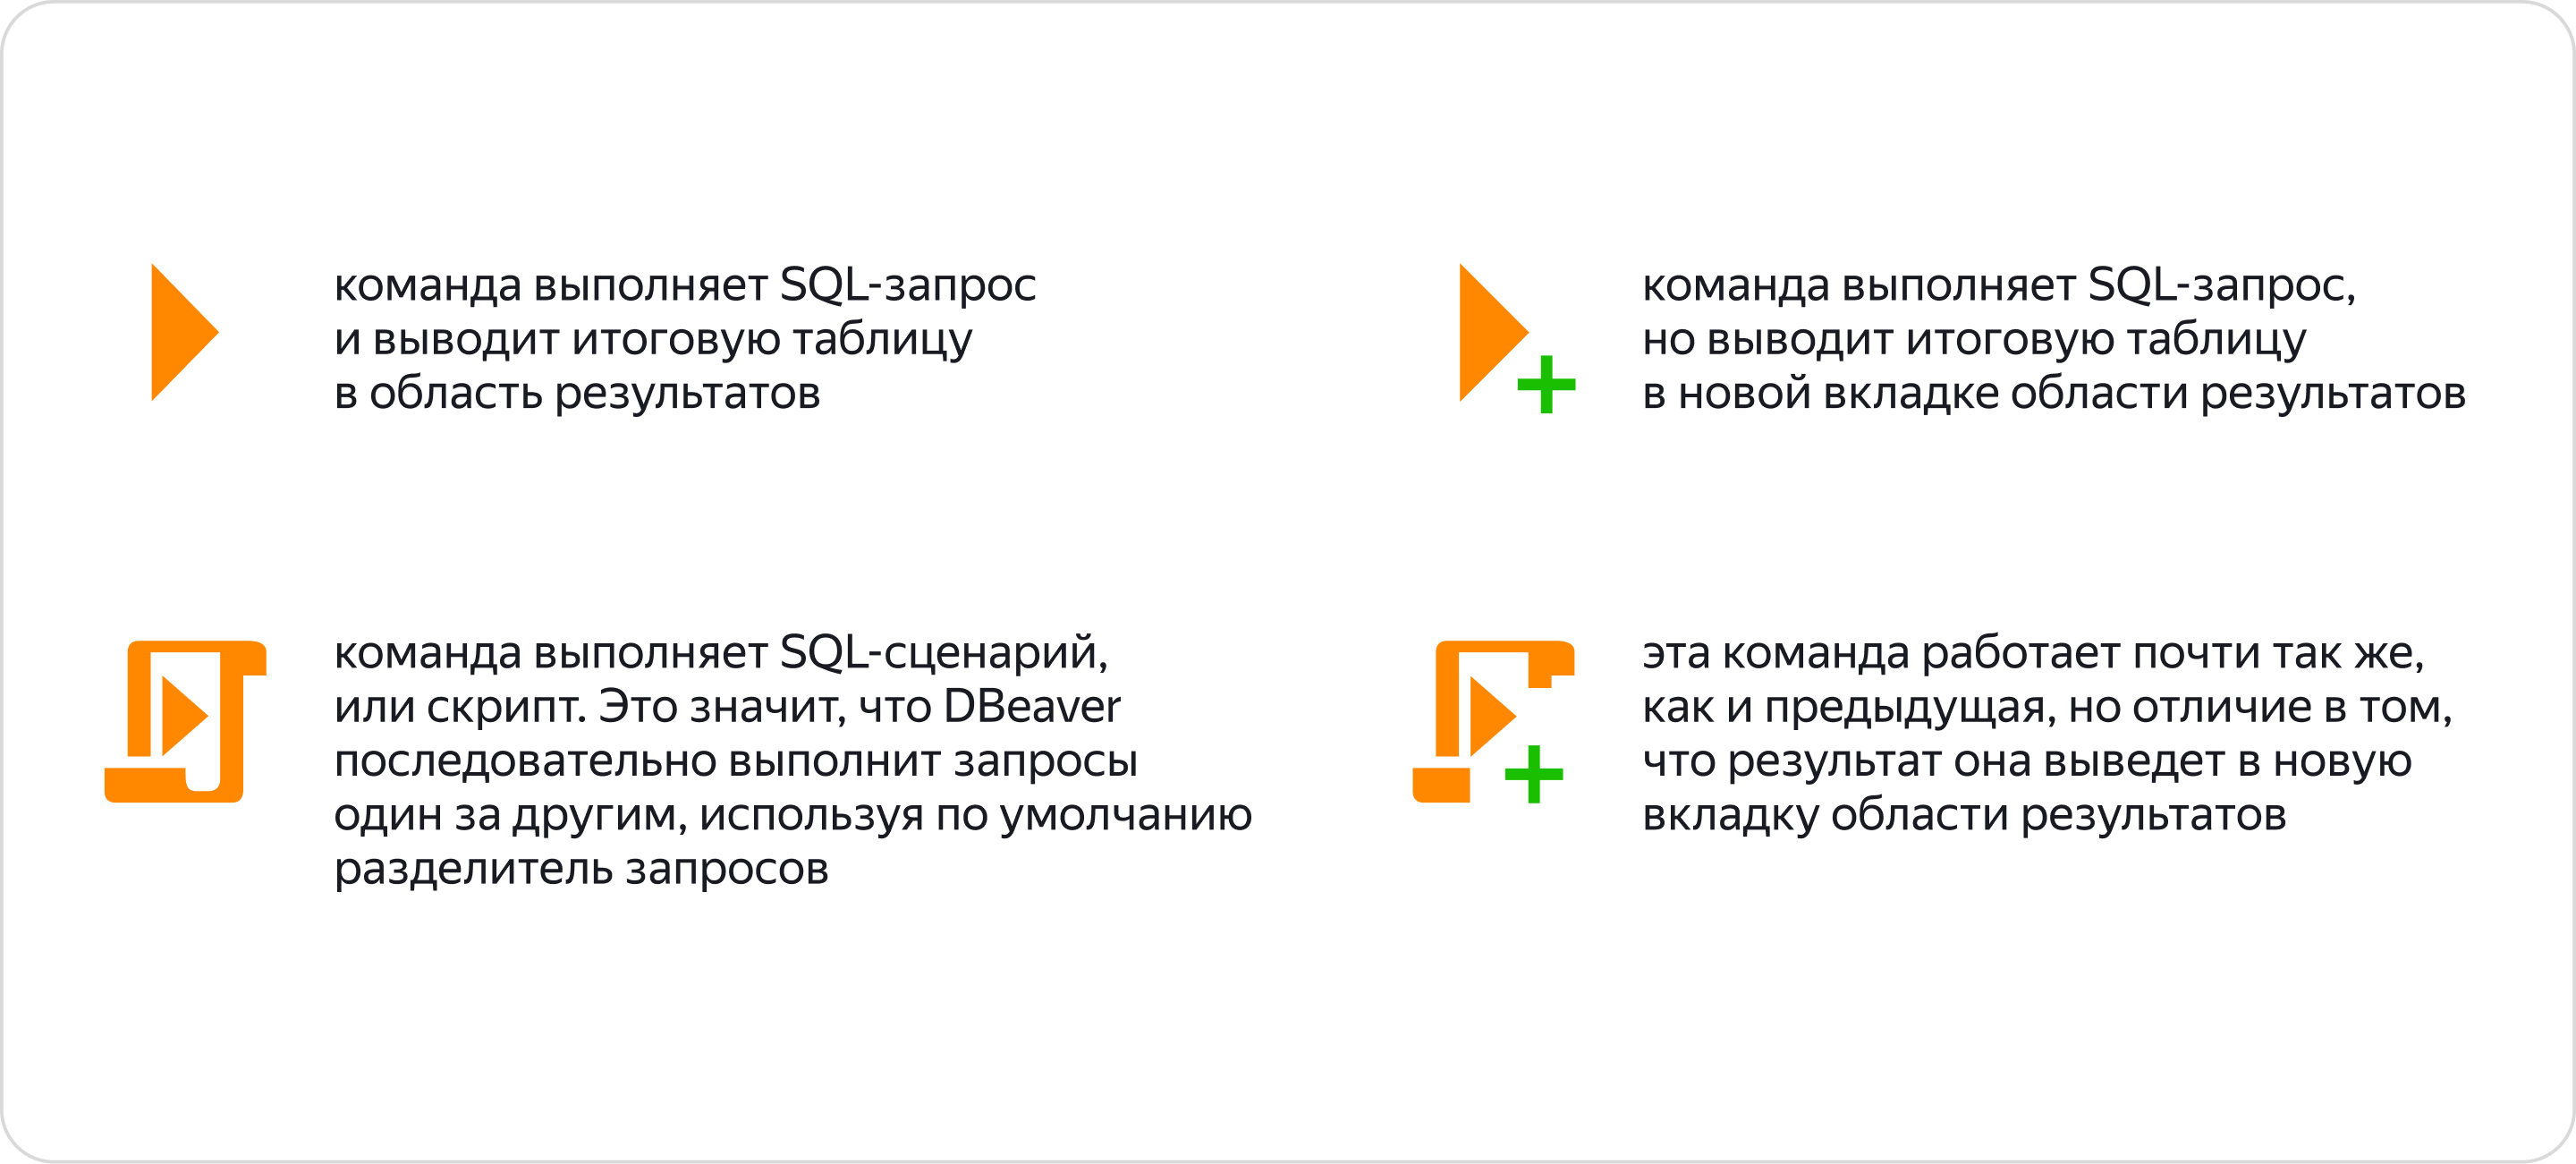 команда выполняет SQL-запрос
и выводит итоговую таблицу
в область результатов
команда выполняет SQL-запрос,
но выводит итоговую таблицу
в новой вкладке области результатов
команда выполняет SQL-сценарий,
или скрипт. Это значит, что DBeaver
последовательно выполнит запросы
один за другим, используя по умолчанию
разделитель запросов
эта команда работает почти так же,
как и предыдущая, но отличие в том,
что результат она выведет в новую
вкладку области результатов